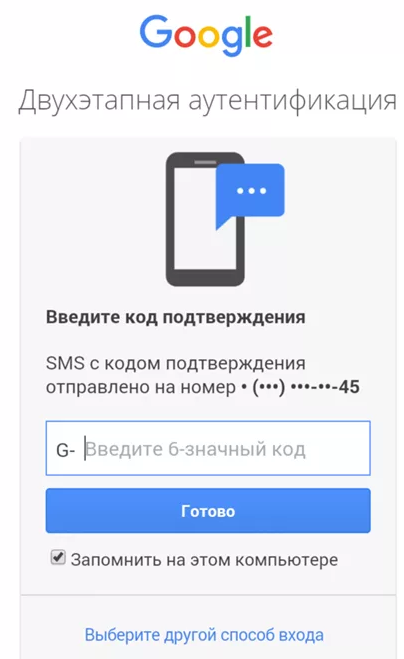 Google
Двухэтапная аутентификация
Введите код подтверждения
SMS с кодом подтверждения
отправлено на номер • (•••) •••-••-45
G- Введите 6-значный код
Готово
Запомнить на этом компьютере
Выберите другой способ входа